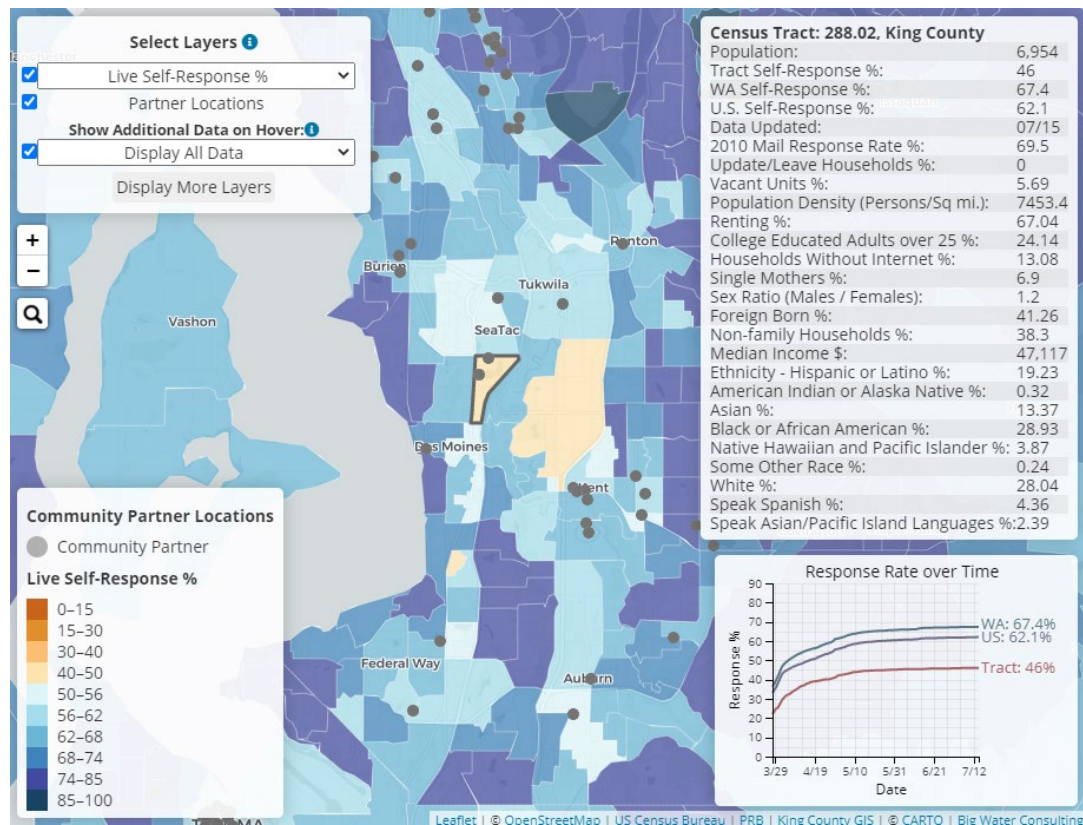 Select Layers
Live Self-Response %
Partner Locations
Show Additional Data on Hover:
Display All Data
Display More Layers
+
−
Renton
Burien
Tukwila
Vashon
SeaTac
Des Moines
Kent
Federal Way
Auburn
Community Partner Locations
Community Partner
Live Self-Response %
0–15
15–30
30–40
40–50
50–56
56–62
62–68
68–74
74–85
85–100
Census Tract: 288.02, King County
Population: 6,954
Tract Self-Response %: 46
WA Self-Response %: 67.4
U.S. Self-Response %: 62.1
Data Updated: 07/15
2010 Mail Response Rate %: 69.5
Update/Leave Households %: 0
Vacant Units %: 5.69
Population Density (Persons/Sq mi.): 7453.4
Renting %: 67.04
College Educated Adults over 25 %: 24.14
Households Without Internet %: 13.08
Single Mothers %: 6.9
Sex Ratio (Males / Females): 1.2
Foreign Born %: 41.26
Non-family Households %: 38.3
Median Income $: 47,117
Ethnicity - Hispanic or Latino %: 19.23
American Indian or Alaska Native %: 0.32
Asian %: 13.37
Black or African American %: 28.93
Native Hawaiian and Pacific Islander %: 3.87
Some Other Race %: 0.24
White %: 28.04
Speak Spanish %: 4.36
Speak Asian/Pacific Island Languages %:2.39
Response Rate over Time
90
80
70
60
50
40
30
20
10
0
Response %
WA: 67.4%
US: 62.1%
Tract: 46%
3/29 4/19 5/10 5/31 6/21 7/12
Date
Leaflet | © OpenStreetMap | US Census Bureau | PRB | King County GIS | © CARTO | Big Water Consulting